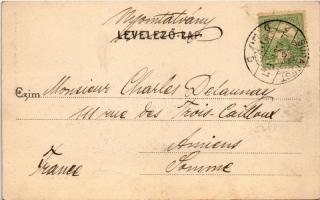 Nyomtatvány
LEVELEZŐ-LAP
Czim: Monsieur Charles Delaunay
111 rue des Trois-Cailloux
Amiens
France Somme